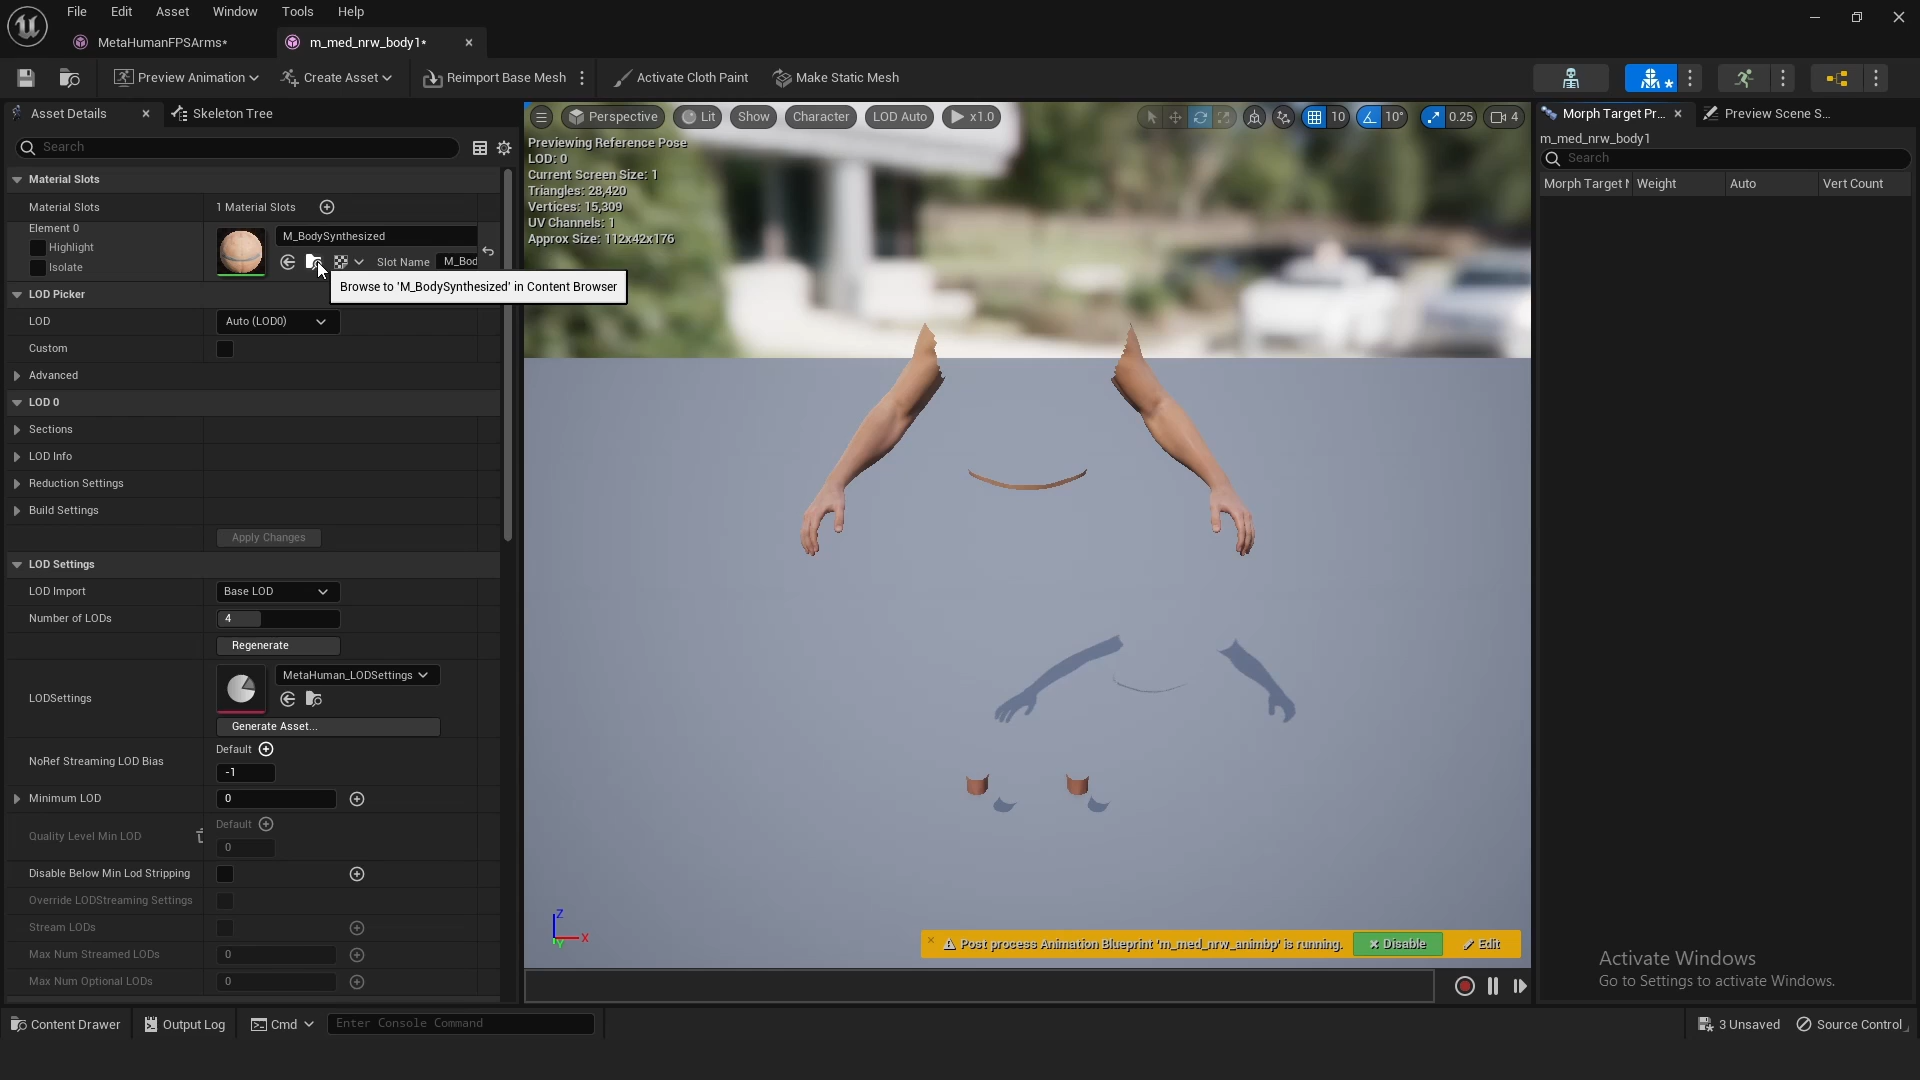 File Edit Asset Window Tools Help
MetaHumanFPSArms* m_med_nrw_body1*
Preview Animation Create Asset Reimport Base Mesh Activate Cloth Paint Make Static Mesh
Asset Details Skeleton Tree
Search
Material Slots
Material Slots 1 Material Slots
Element 0
Highlight
Isolate
M_BodySynthesized
Slot Name M_Bod
Browse to 'M_BodySynthesized' in Content Browser
LOD Picker
LOD Auto (LOD0)
Custom
Advanced
LOD 0
Sections
LOD Info
Reduction Settings
Build Settings
Apply Changes
LOD Settings
LOD Import Base LOD
Number of LODs 4
Regenerate
LODSettings MetaHuman_LODSettings
Generate Asset...
NoRef Streaming LOD Bias Default
-1
Minimum LOD 0
Quality Level Min LOD Default
0
Disable Below Min Lod Stripping
Override LODStreaming Settings
Stream LODs
Max Num Streamed LODs 0
Max Num Optional LODs 0
Perspective Lit Show Character LOD Auto x1.0 10 10° 0.25 4
Previewing Reference Pose
LOD: 0
Current Screen Size: 1
Triangles: 28,420
Vertices: 15,309
UV Channels: 1
Approx Size: 112x42x176
Z
X
Y
Post process Animation Blueprint 'm_med_nrw_animbp' is running. Disable Edit
Morph Target Pr... Preview Scene S...
m_med_nrw_body1
Search
Morph Target N Weight Auto Vert Count
Activate Windows
Go to Settings to activate Windows.
Content Drawer Output Log Cmd Enter Console Command 3 Unsaved Source Control